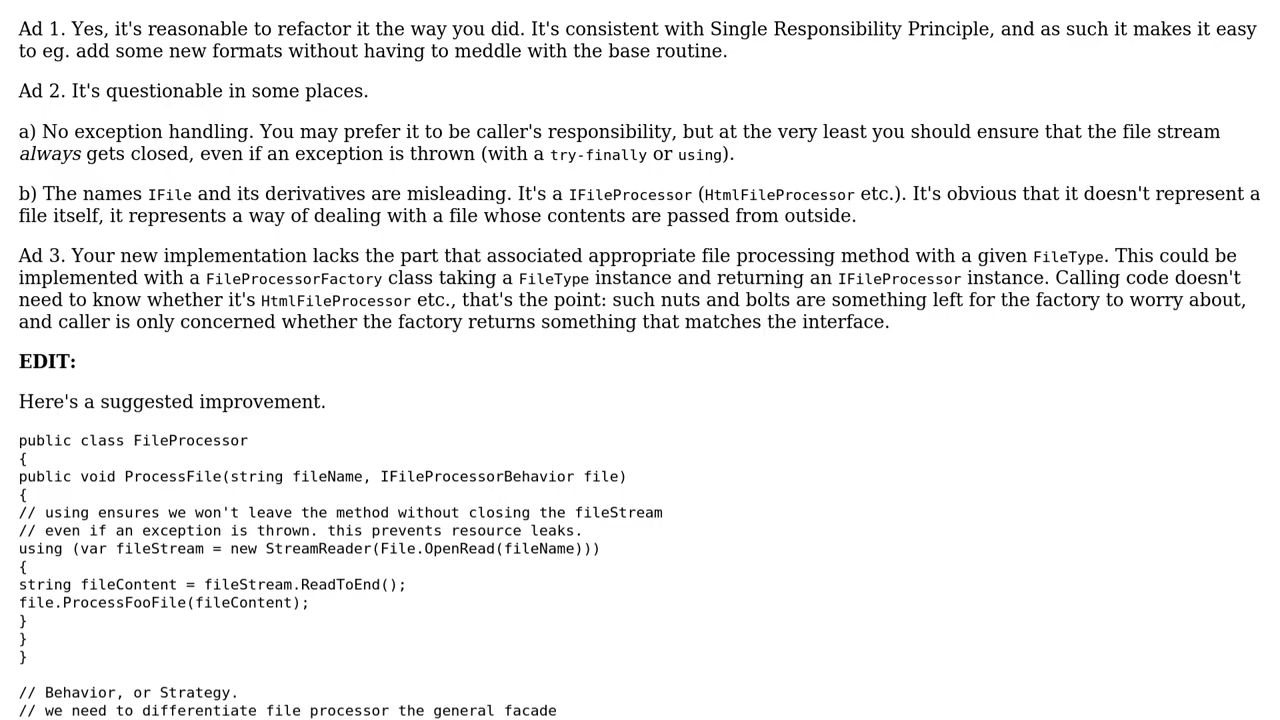 Ad 1. Yes, it's reasonable to refactor it the way you did. It's consistent with Single Responsibility Principle, and as such it makes it easy
to eg. add some new formats without having to meddle with the base routine.
Ad 2. It's questionable in some places.
a) No exception handling. You may prefer it to be caller's responsibility, but at the very least you should ensure that the file stream
always gets closed, even if an exception is thrown (with a try-finally or using).
b) The names IFile and its derivatives are misleading. It's a IFileProcessor (HtmlFileProcessor etc.). It's obvious that it doesn't represent a
file itself, it represents a way of dealing with a file whose contents are passed from outside.
Ad 3. Your new implementation lacks the part that associated appropriate file processing method with a given FileType. This could be
implemented with a FileProcessorFactory class taking a FileType instance and returning an IFileProcessor instance. Calling code doesn't
need to know whether it's HtmlFileProcessor etc., that's the point: such nuts and bolts are something left for the factory to worry about,
and caller is only concerned whether the factory returns something that matches the interface.
EDIT:
Here's a suggested improvement.
public class FileProcessor
{
public void ProcessFile(string fileName, IFileProcessorBehavior file)
{
// using ensures we won't leave the method without closing the fileStream
// even if an exception is thrown. this prevents resource leaks.
using (var fileStream = new StreamReader(File.OpenRead(fileName)))
{
string fileContent = fileStream.ReadToEnd();
file.ProcessFooFile(fileContent);
}
}
}
// Behavior, or Strategy.
// we need to differentiate file processor the general facade